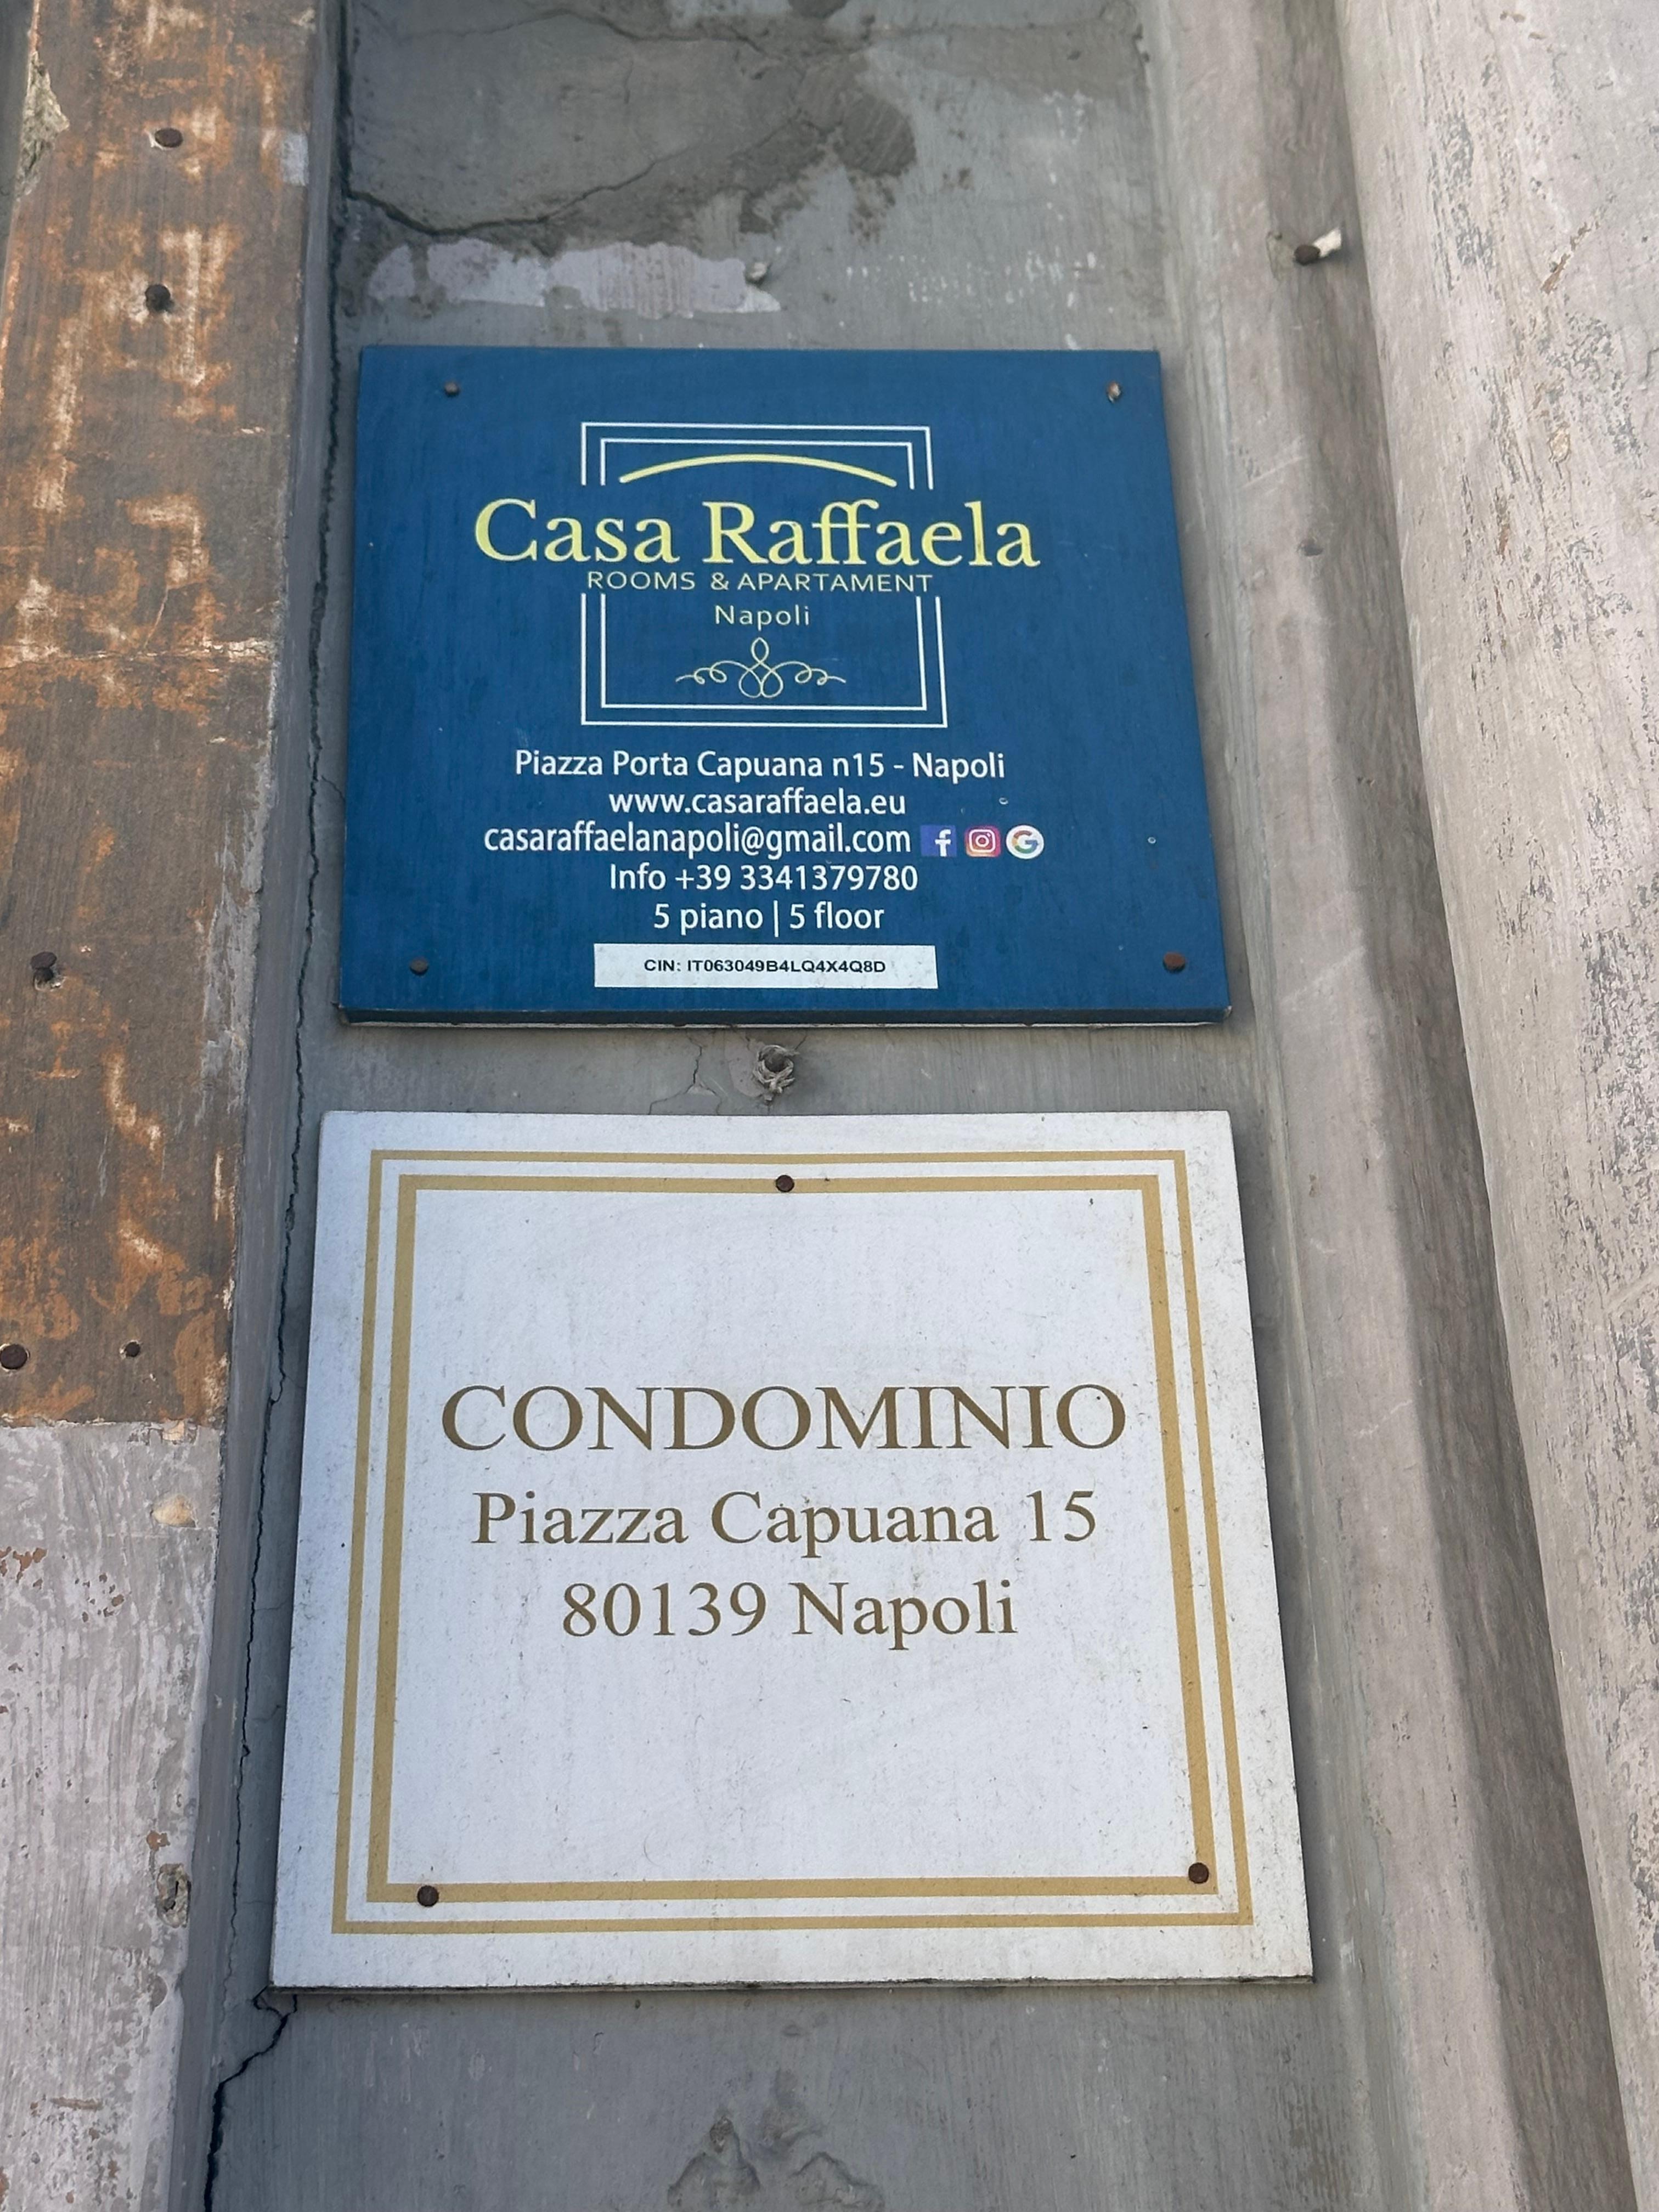 Casa Raffaela
ROOMS & APARTAMENT
Napoli
Piazza Porta Capuana n15 - Napoli
www.casaraffaela.eu
casaraffaelanapoli@gmail.com
Info +39 3341379780
5 piano | 5 floor
CIN: IT063049B4LQ4X4Q8D
CONDOMINIO
Piazza Capuana 15
80139 Napoli